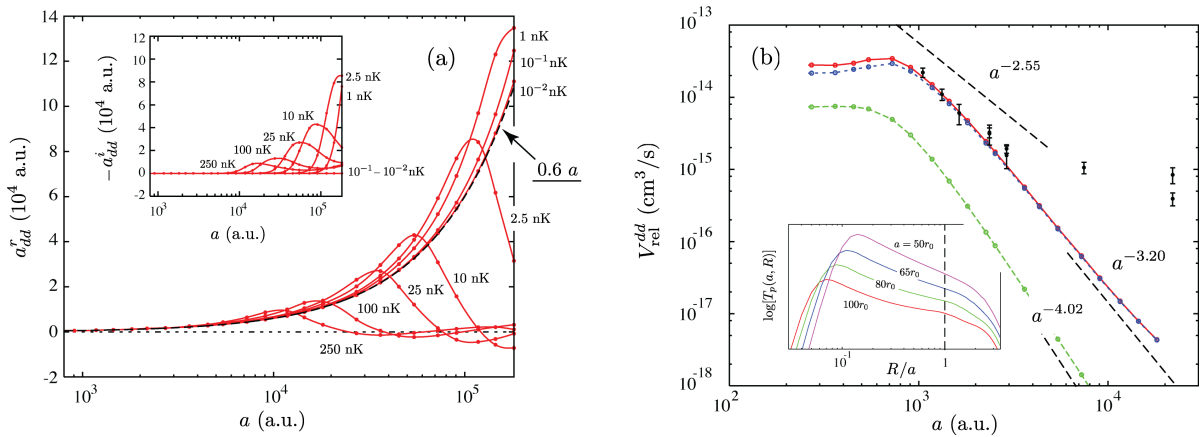 (a)
a^r_dd (10^4 a.u.)
14
12
10
8
6
4
2
0
-2
10^3
10^4
10^5
a (a.u.)
1 nK
10^-1 nK
10^-2 nK
0.6 a
2.5 nK
10 nK
25 nK
100 nK
250 nK
-a^i_dd (10^4 a.u.)
12
10
8
6
4
2
0
-2
10^3
10^4
10^5
a (a.u.)
2.5 nK
1 nK
10 nK
25 nK
100 nK
250 nK
10^-1 − 10^-2 nK
(b)
V^dd_rel (cm^3/s)
10^-13
10^-14
10^-15
10^-16
10^-17
10^-18
10^3
10^4
a (a.u.)
a^-2.55
a^-3.20
a^-4.02
log[T_p(a, R)]
a = 50r_0
65r_0
80r_0
100r_0
10^-1
1
R/a